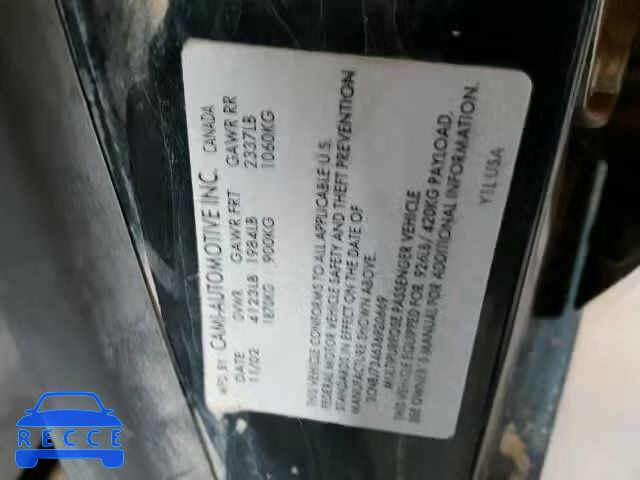 MFD BY CAMI-AUTOMOTIVE INC. CANADA
DATE GVWR GAWR FRT GAWR RR
11/02 4123LB 1984LB 2337LB
1870KG 900KG 1060KG
THIS VEHICLE CONFORMS TO ALL APPLICABLE U.S.
FEDERAL MOTOR VEHICLE SAFETY AND THEFT PREVENTION
STANDARDS IN EFFECT ON THE DATE OF
MANUFACTURE SHOWN ABOVE.
2CNBJ734636920669
MULTIPURPOSE PASSENGER VEHICLE
THIS VEHICLE EQUIPPED FOR 926LB/ 420KG PAYLOAD,
SEE OWNER'S MANUAL FOR ADDITIONAL INFORMATION.
Y1LUSA
RECCE